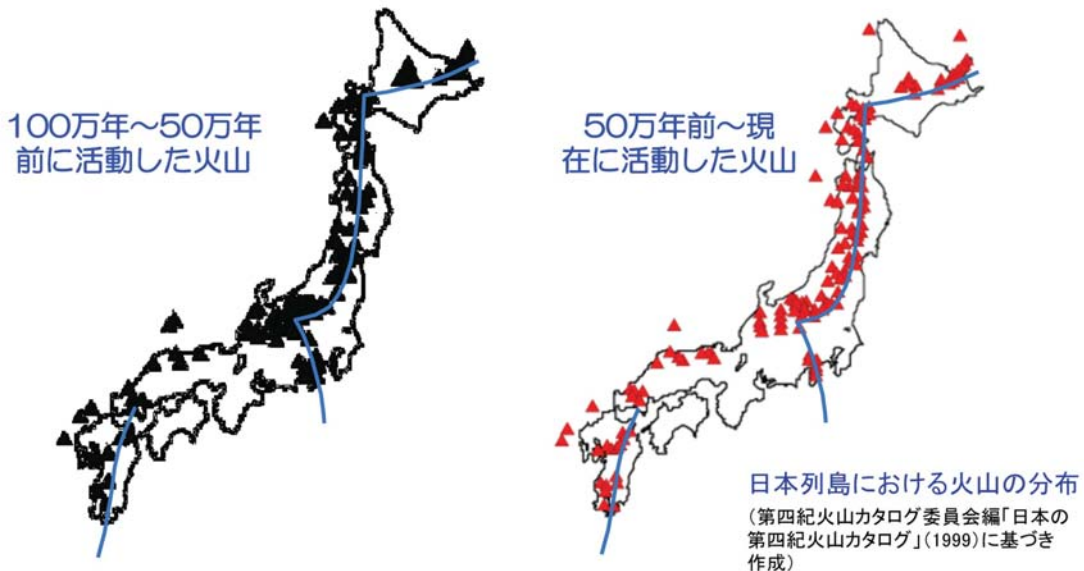 100万年～50万年
前に活動した火山
50万年前～現
在に活動した火山
日本列島における火山の分布
(第四紀火山カタログ委員会編「日本の
第四紀火山カタログ」(1999)に基づき
作成)